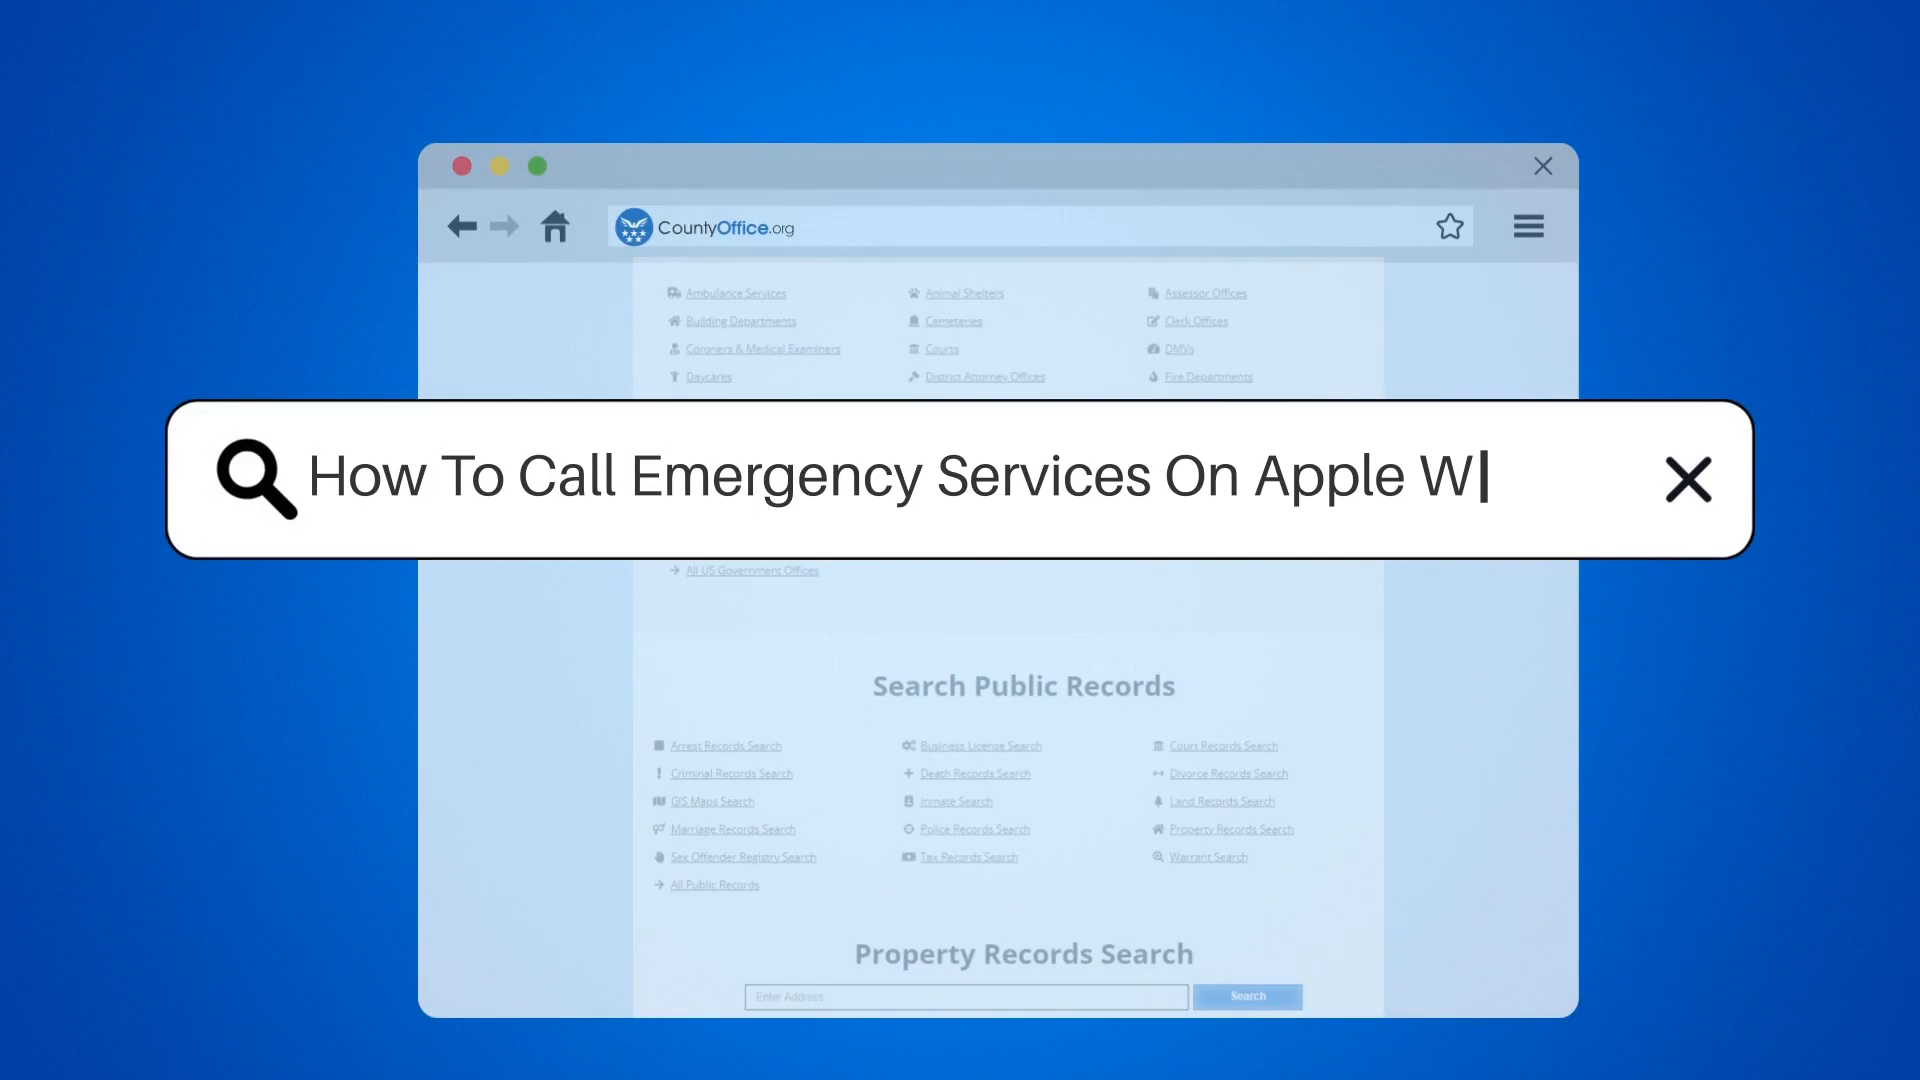 CountyOffice.org
Ambulance Services Animal Shelters Assessor Offices
Building Departments Cemeteries Clerk Offices
Coroners & Medical Examiners Courts DMVs
Daycares District Attorney Offices Fire Departments
How To Call Emergency Services On Apple W
All US Government Offices
Search Public Records
Arrest Records Search Business License Search Court Records Search
Criminal Records Search Death Records Search Divorce Records Search
GIS Maps Search Inmate Search Land Records Search
Marriage Records Search Police Records Search Property Records Search
Sex Offender Registry Search Tax Records Search Warrant Search
All Public Records
Property Records Search
Enter Address Search